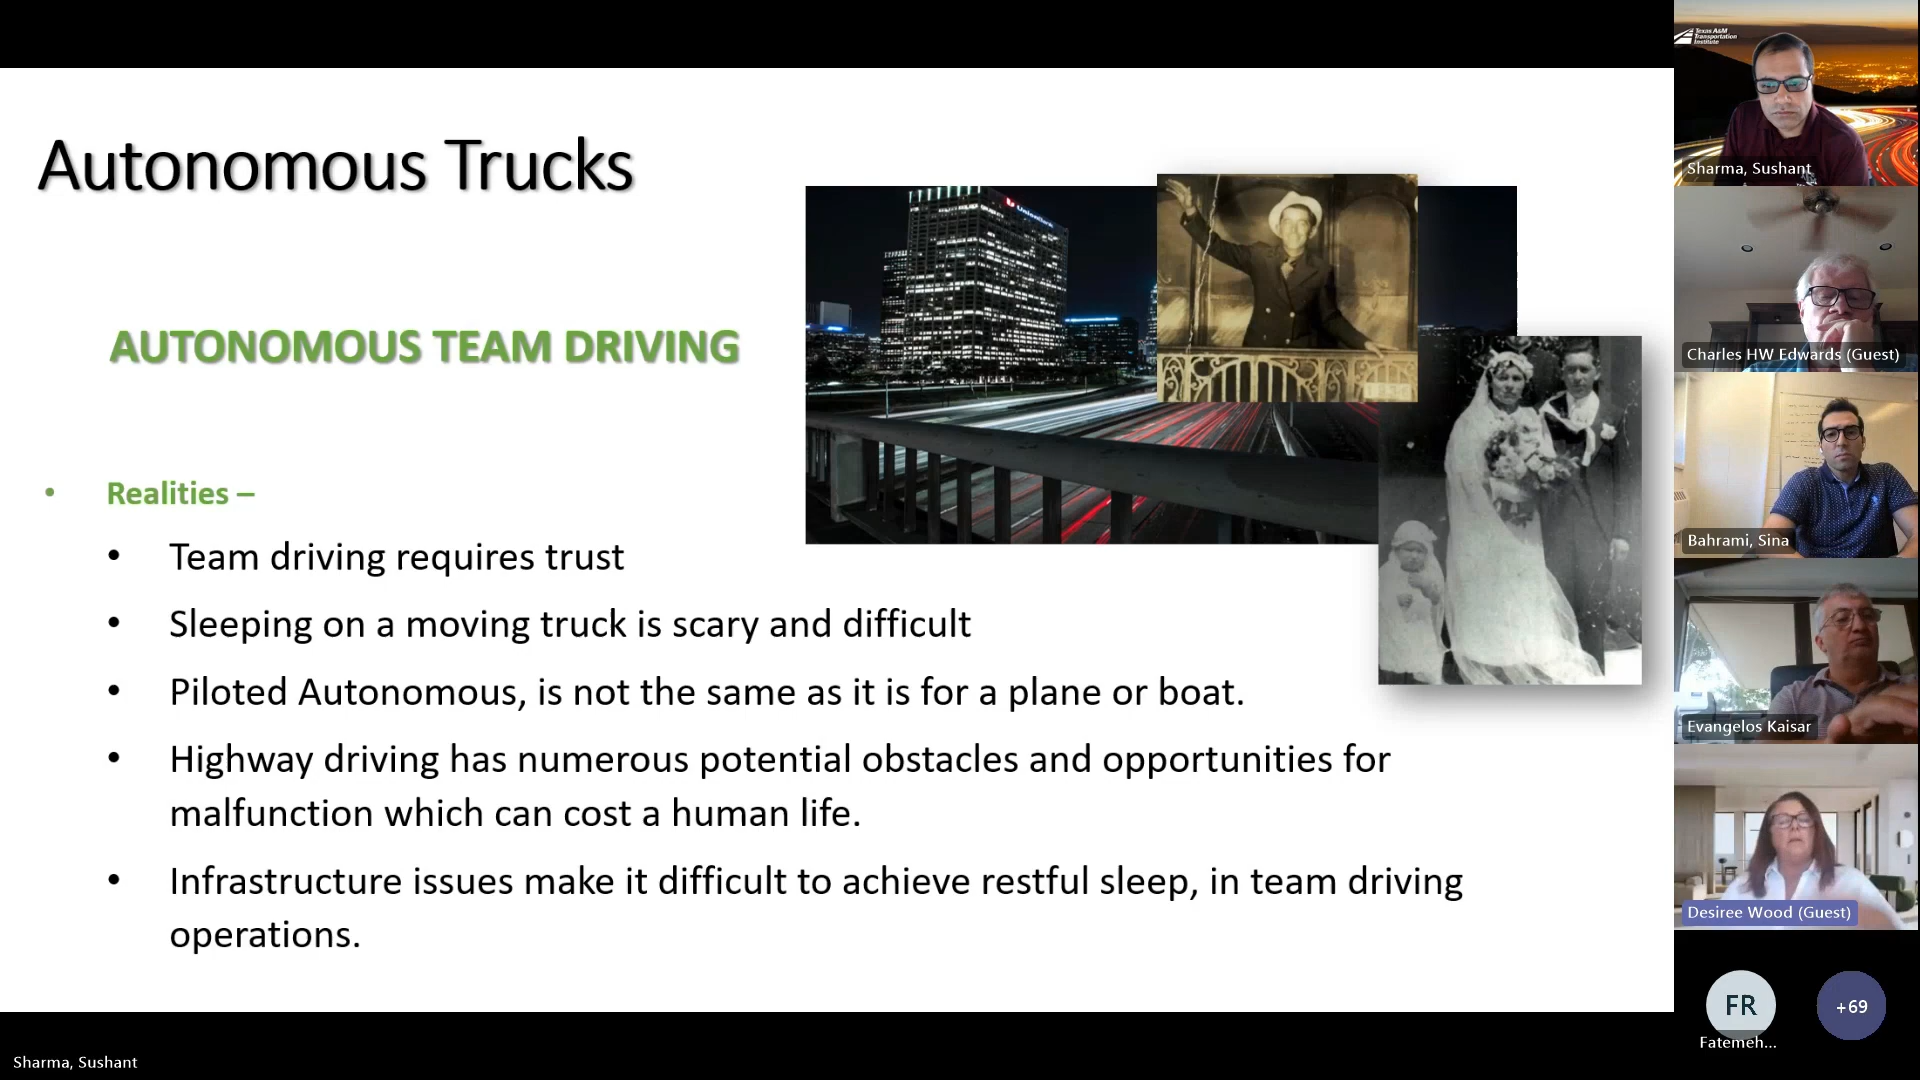 Autonomous Trucks
AUTONOMOUS TEAM DRIVING
• Realities –
• Team driving requires trust
• Sleeping on a moving truck is scary and difficult
• Piloted Autonomous, is not the same as it is for a plane or boat.
• Highway driving has numerous potential obstacles and opportunities for
malfunction which can cost a human life.
• Infrastructure issues make it difficult to achieve restful sleep, in team driving
operations.
Texas A&M
Transportation
Institute
Sharma, Sushant
Charles HW Edwards (Guest)
Bahrami, Sina
Evangelos Kaisar
Desiree Wood (Guest)
FR
+69
Fatemeh...
Sharma, Sushant